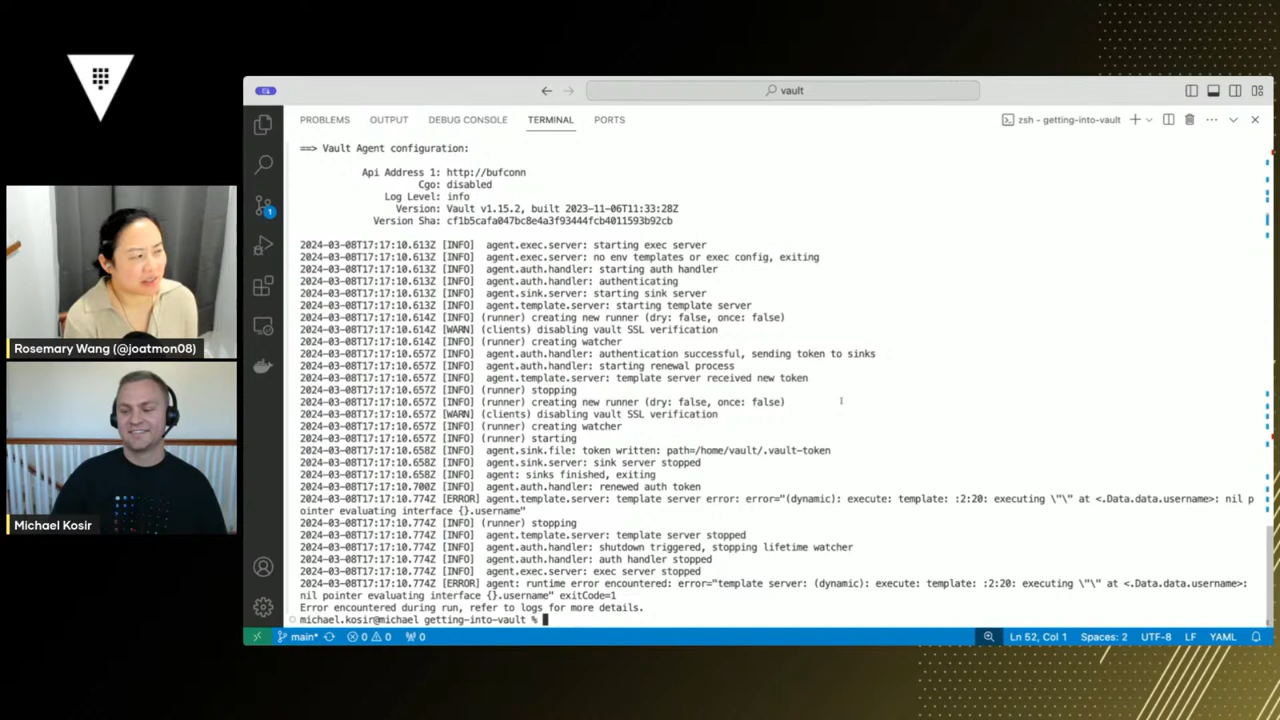 vault
PROBLEMS OUTPUT DEBUG CONSOLE TERMINAL PORTS
zsh - getting-into-vault
==> Vault Agent configuration:
Api Address 1: http://bufconn
Cgo: disabled
Log Level: info
Version: Vault v1.15.2, built 2023-11-06T11:33:28Z
Version Sha: cf1b5cafa047bc8e4a3f93444fcb4011593b92cb
2024-03-08T17:17:10.613Z [INFO]  agent.exec.server: starting exec server
2024-03-08T17:17:10.613Z [INFO]  agent.exec.server: no env templates or exec config, exiting
2024-03-08T17:17:10.613Z [INFO]  agent.auth.handler: starting auth handler
2024-03-08T17:17:10.613Z [INFO]  agent.auth.handler: authenticating
2024-03-08T17:17:10.613Z [INFO]  agent.sink.server: starting sink server
2024-03-08T17:17:10.613Z [INFO]  agent.template.server: starting template server
2024-03-08T17:17:10.614Z [INFO] (runner) creating new runner (dry: false, once: false)
2024-03-08T17:17:10.614Z [WARN] (clients) disabling vault SSL verification
2024-03-08T17:17:10.614Z [INFO] (runner) creating watcher
2024-03-08T17:17:10.657Z [INFO]  agent.auth.handler: authentication successful, sending token to sinks
2024-03-08T17:17:10.657Z [INFO]  agent.auth.handler: starting renewal process
2024-03-08T17:17:10.657Z [INFO]  agent.template.server: template server received new token
2024-03-08T17:17:10.657Z [INFO] (runner) stopping
2024-03-08T17:17:10.657Z [INFO] (runner) creating new runner (dry: false, once: false)
2024-03-08T17:17:10.657Z [WARN] (clients) disabling vault SSL verification
2024-03-08T17:17:10.657Z [INFO] (runner) creating watcher
2024-03-08T17:17:10.657Z [INFO] (runner) starting
2024-03-08T17:17:10.658Z [INFO]  agent.sink.file: token written: path=/home/vault/.vault-token
2024-03-08T17:17:10.658Z [INFO]  agent.sink.server: sink server stopped
2024-03-08T17:17:10.658Z [INFO]  agent: sinks finished, exiting
2024-03-08T17:17:10.700Z [INFO]  agent.auth.handler: renewed auth token
2024-03-08T17:17:10.774Z [ERROR] agent.template.server: template server error: error="(dynamic): execute: template: :2:20: executing \"\" at <.Data.data.username>: nil p
ointer evaluating interface {}.username"
2024-03-08T17:17:10.774Z [INFO] (runner) stopping
2024-03-08T17:17:10.774Z [INFO]  agent.template.server: template server stopped
2024-03-08T17:17:10.774Z [INFO]  agent.auth.handler: shutdown triggered, stopping lifetime watcher
2024-03-08T17:17:10.774Z [INFO]  agent.auth.handler: auth handler stopped
2024-03-08T17:17:10.774Z [INFO]  agent.exec.server: exec server stopped
2024-03-08T17:17:10.774Z [ERROR] agent: runtime error encountered: error="template server: (dynamic): execute: template: :2:20: executing \"\" at <.Data.data.username>:
nil pointer evaluating interface {}.username" exitCode=1
Error encountered during run, refer to logs for more details.
michael.kosir@michael getting-into-vault %
main* 0 0 0 Ln 52, Col 1 Spaces: 2 UTF-8 LF YAML
1
Rosemary Wang (@joatmon08)
Michael Kosir